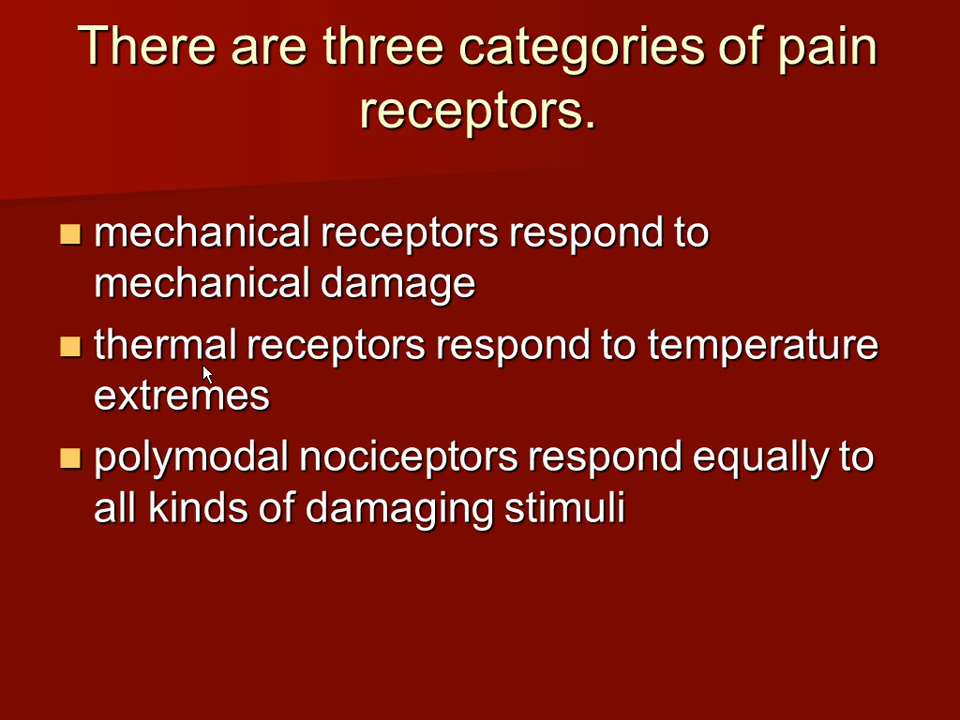 There are three categories of pain
receptors.
mechanical receptors respond to
mechanical damage
thermal receptors respond to temperature
extremes
polymodal nociceptors respond equally to
all kinds of damaging stimuli